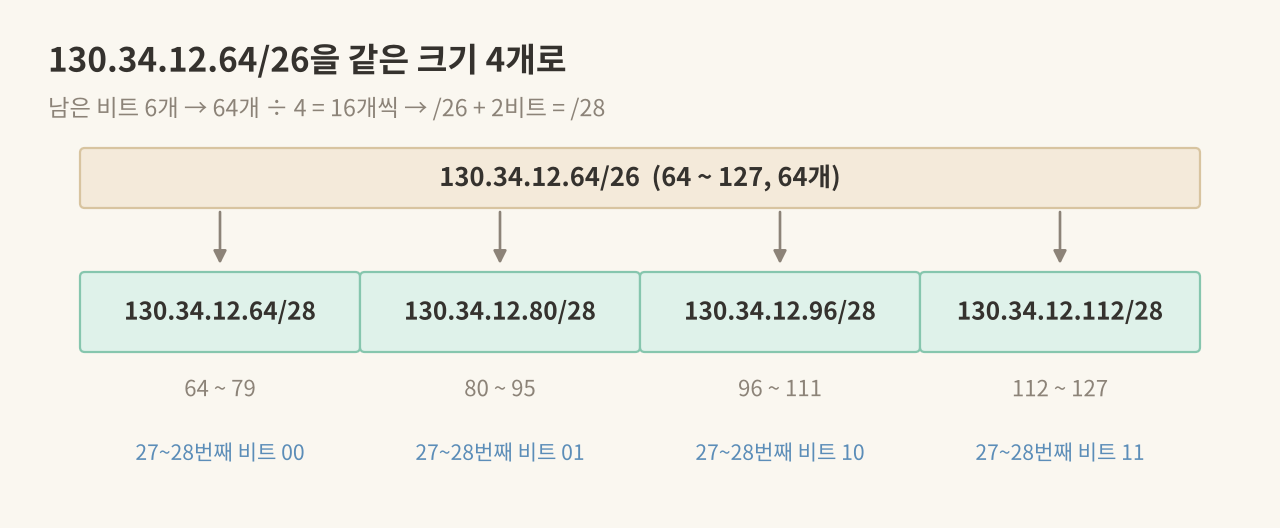 130.34.12.64/26을 같은 크기 4개로
남은 비트 6개 → 64개 ÷ 4 = 16개씩 → /26 + 2비트 = /28
130.34.12.64/26 (64 ~ 127, 64개)
130.34.12.64/28 130.34.12.80/28 130.34.12.96/28 130.34.12.112/28
64 ~ 79 80 ~ 95 96 ~ 111 112 ~ 127
27~28번째 비트 00 27~28번째 비트 01 27~28번째 비트 10 27~28번째 비트 11